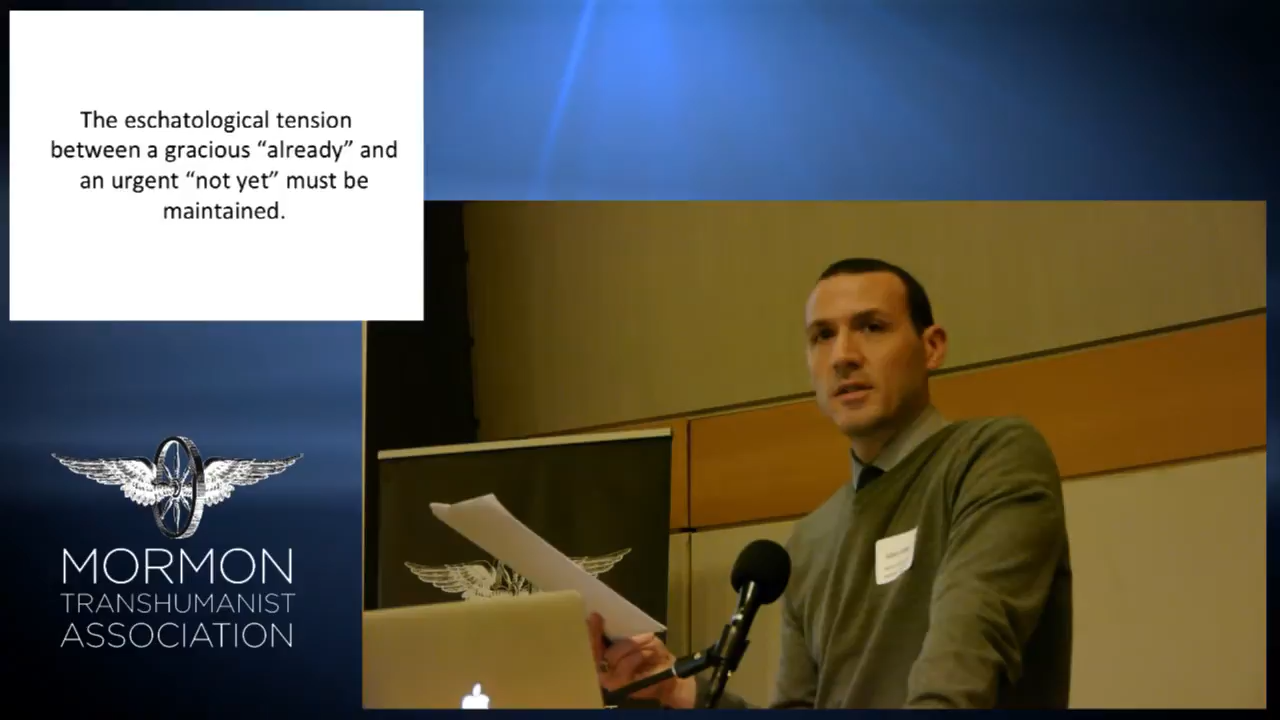 The eschatological tension
between a gracious “already” and
an urgent “not yet” must be
maintained.
MORMON
TRANSHUMANIST
ASSOCIATION